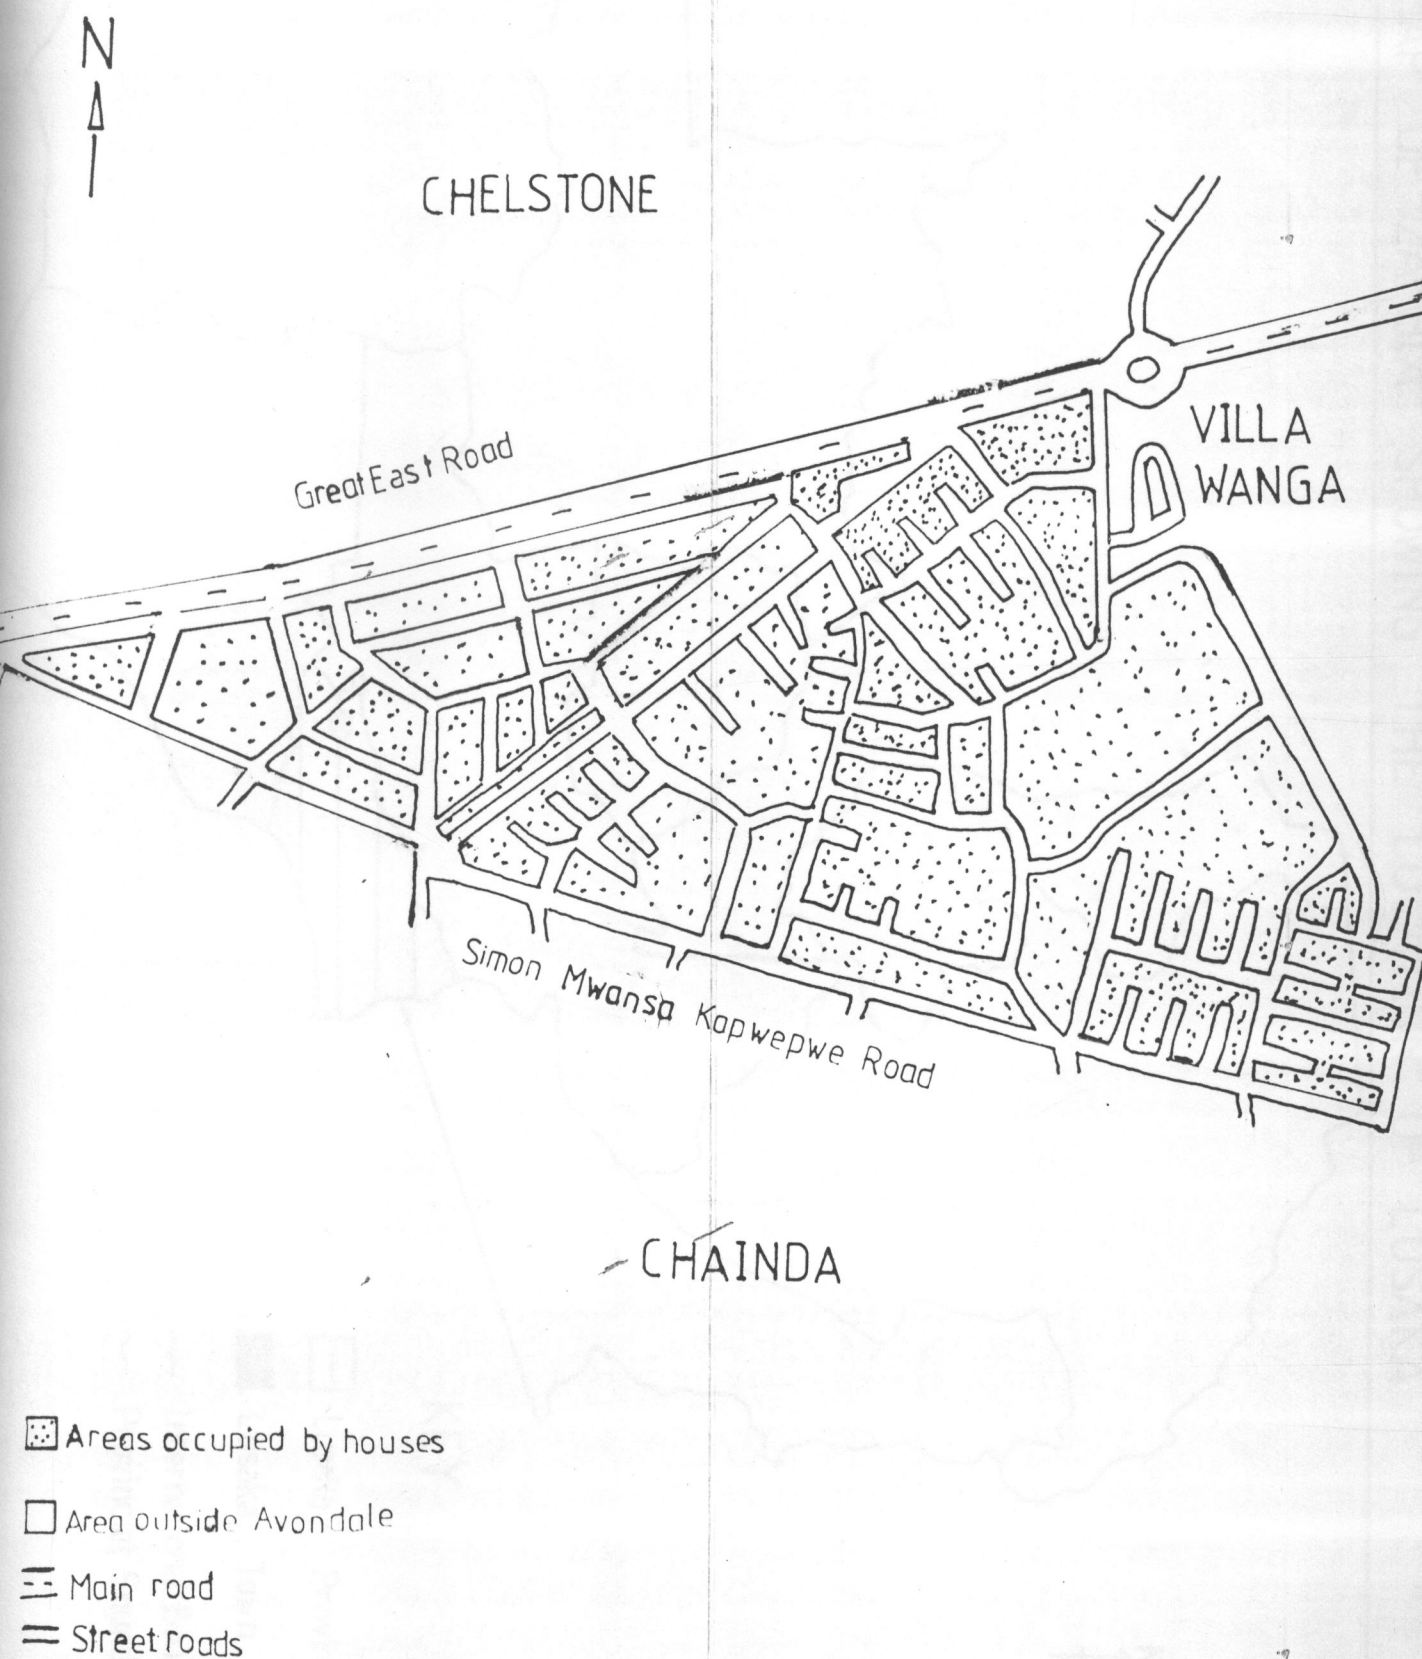 N
CHELSTONE
Great East Road
VILLA
WANGA
Simon Mwansa Kapwepwe Road
CHAINDA
Areas occupied by houses
Area outside Avondale
Main road
Street roads